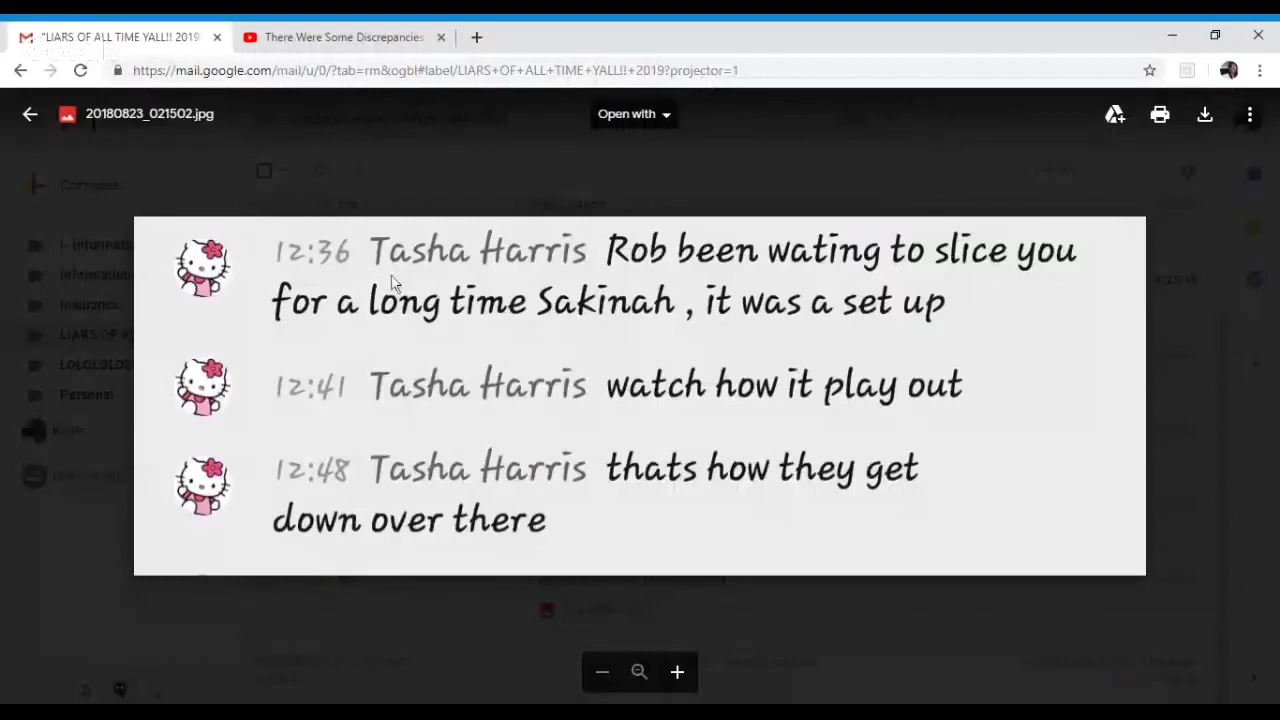 "LIARS OF ALL TIME YALL!! 2019
There Were Some Discrepancies
https://mail.google.com/mail/u/0/?tab=rm&ogbl#label/LIARS+OF+ALL+TIME+YALL!!+2019?projector=1
20180823_021502.jpg
Open with
Compose
Insurance
Personal
12:36 Tasha Harris Rob been wating to slice you
for a long time Sakinah , it was a set up
12:41 Tasha Harris watch how it play out
12:48 Tasha Harris thats how they get
down over there